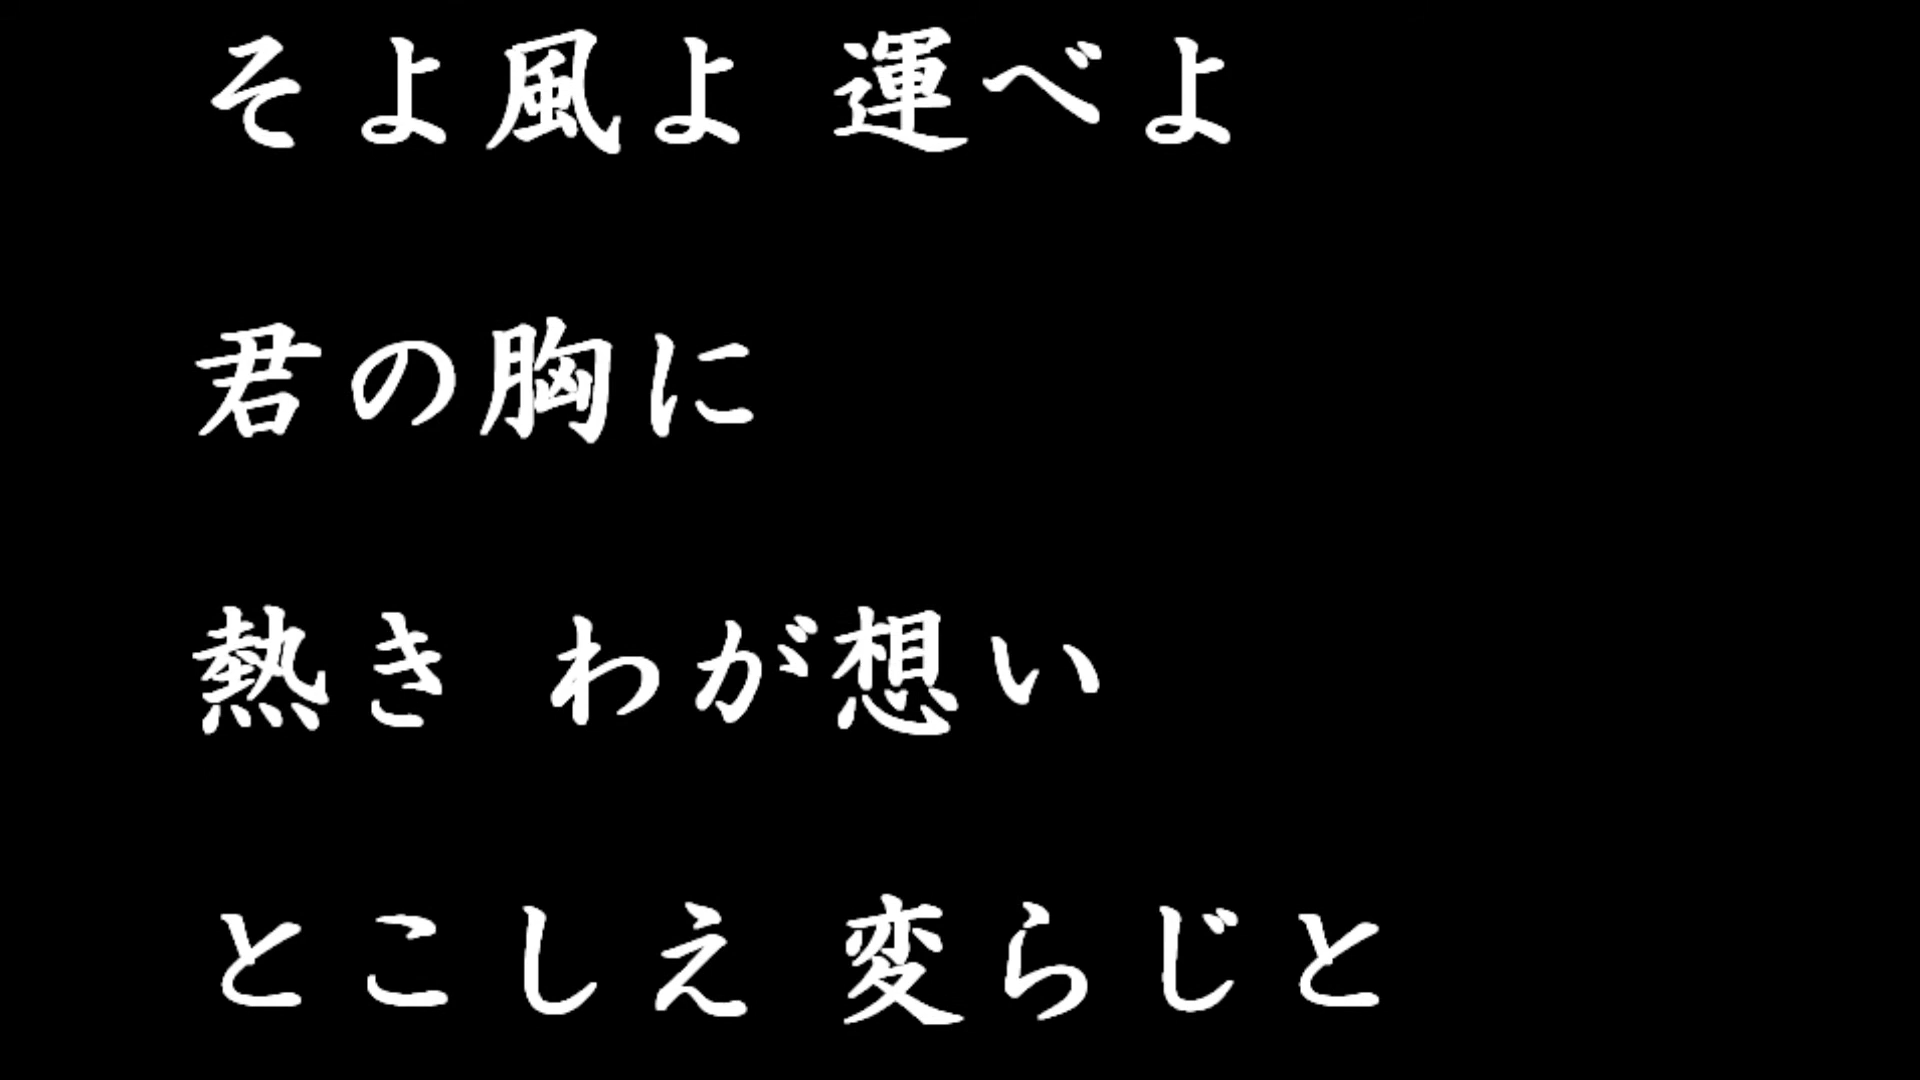 そよ風よ 運べよ
君の胸に
熱き わが想い
とこしえ 変らじと